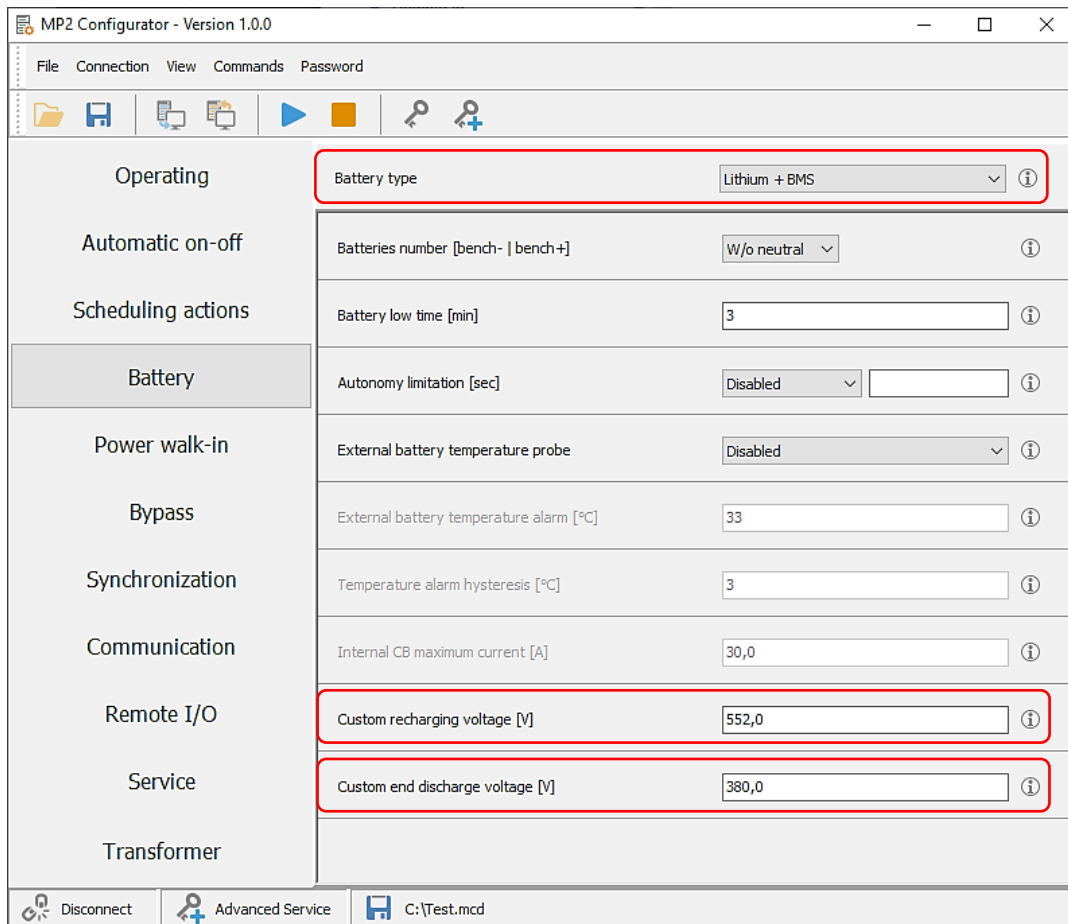 MP2 Configurator - Version 1.0.0
File Connection View Commands Password
Operating
Automatic on-off
Scheduling actions
Battery
Power walk-in
Bypass
Synchronization
Communication
Remote I/O
Service
Transformer
Battery type Lithium + BMS
Batteries number [bench- | bench+] W/o neutral
Battery low time [min] 3
Autonomy limitation [sec] Disabled
External battery temperature probe Disabled
External battery temperature alarm [°C] 33
Temperature alarm hysteresis [°C] 3
Internal CB maximum current [A] 30,0
Custom recharging voltage [V] 552,0
Custom end discharge voltage [V] 380,0
Disconnect Advanced Service C:\Test.mcd